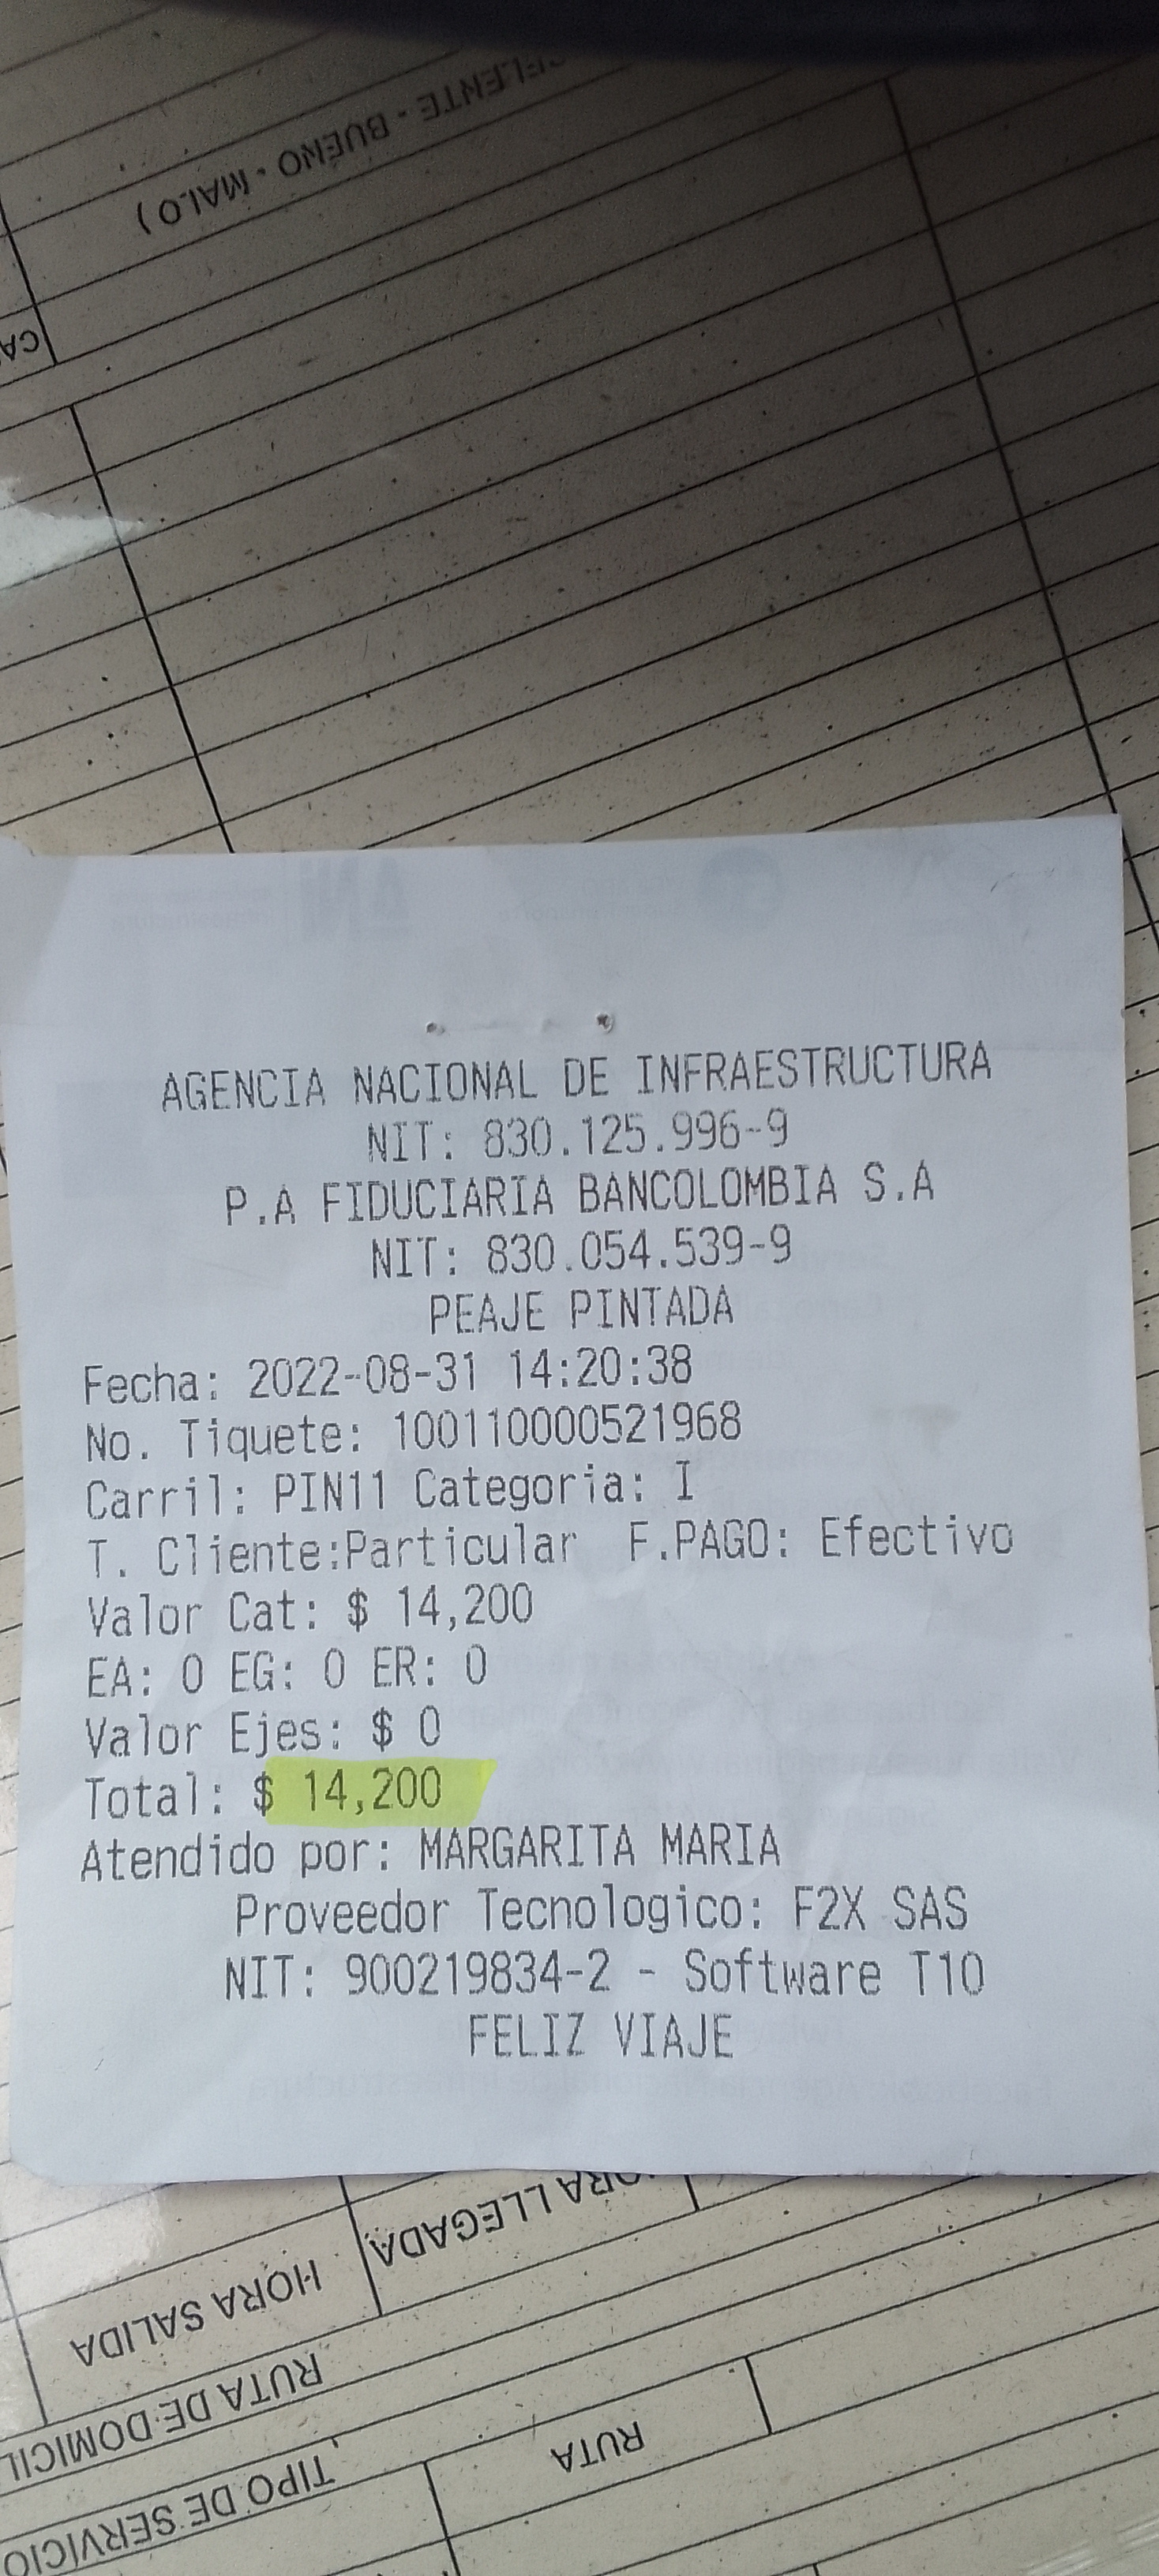 BUENO - MALO )
AGENCIA NACIONAL DE INFRAESTRUCTURA
NIT: 830.125.996-9
P.A FIDUCIARIA BANCOLOMBIA S.A
NIT: 830.054.539-9
PEAJE PINTADA
Fecha: 2022-08-31 14:20:38
No. Tiquete: 100110000521968
Carril: PIN11 Categoria: I
T. Cliente:Particular F.PAGO: Efectivo
Valor Cat: $ 14,200
EA: 0 EG: 0 ER: 0
Valor Ejes: $ 0
Total: $ 14,200
Atendido por: MARGARITA MARIA
Proveedor Tecnologico: F2X SAS
NIT: 900219834-2 - Software T10
FELIZ VIAJE
LLEGADA
HORA SALIDA
RUTA DE
RUTA
TIPO DE SERVICIO